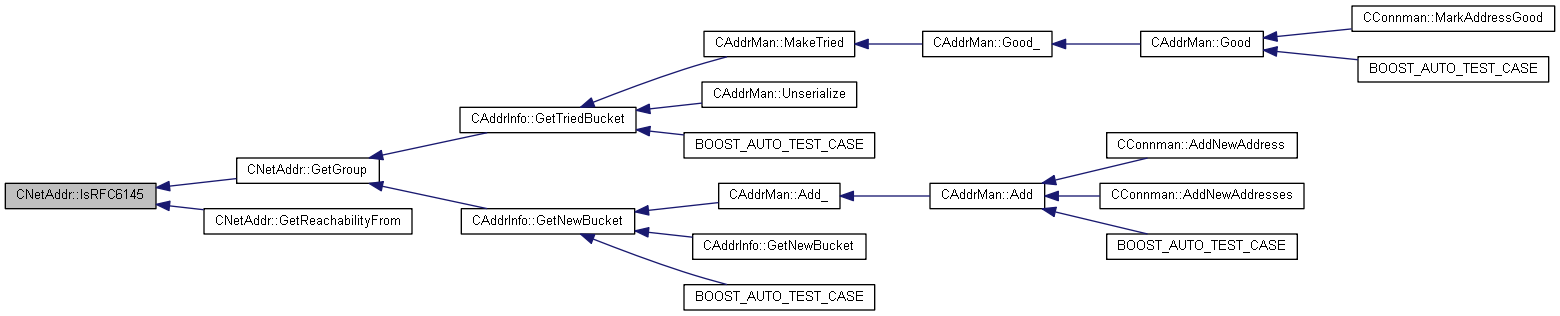 CConnman::MarkAddressGood
CAddrMan::MakeTried
CAddrMan::Good_
CAddrMan::Good
BOOST_AUTO_TEST_CASE
CAddrMan::Unserialize
CAddrInfo::GetTriedBucket
BOOST_AUTO_TEST_CASE
CConnman::AddNewAddress
CNetAddr::GetGroup
CNetAddr::IsRFC6145
CAddrMan::Add_
CAddrMan::Add
CConnman::AddNewAddresses
CNetAddr::GetReachabilityFrom
CAddrInfo::GetNewBucket
CAddrInfo::GetNewBucket
BOOST_AUTO_TEST_CASE
BOOST_AUTO_TEST_CASE